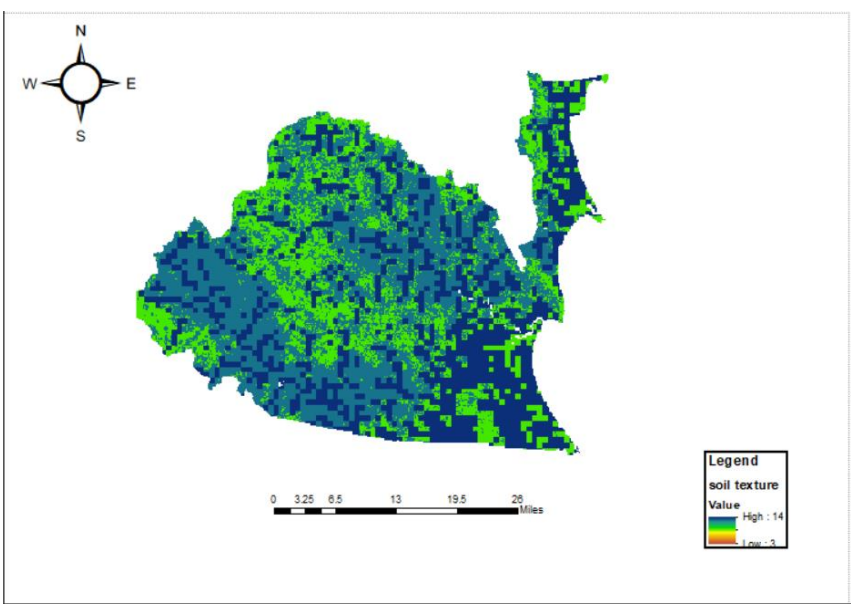 N
W E
S
0 3.25 6.5 13 19.5 26
Miles
Legend
soil texture
Value
High : 14
Low : 3